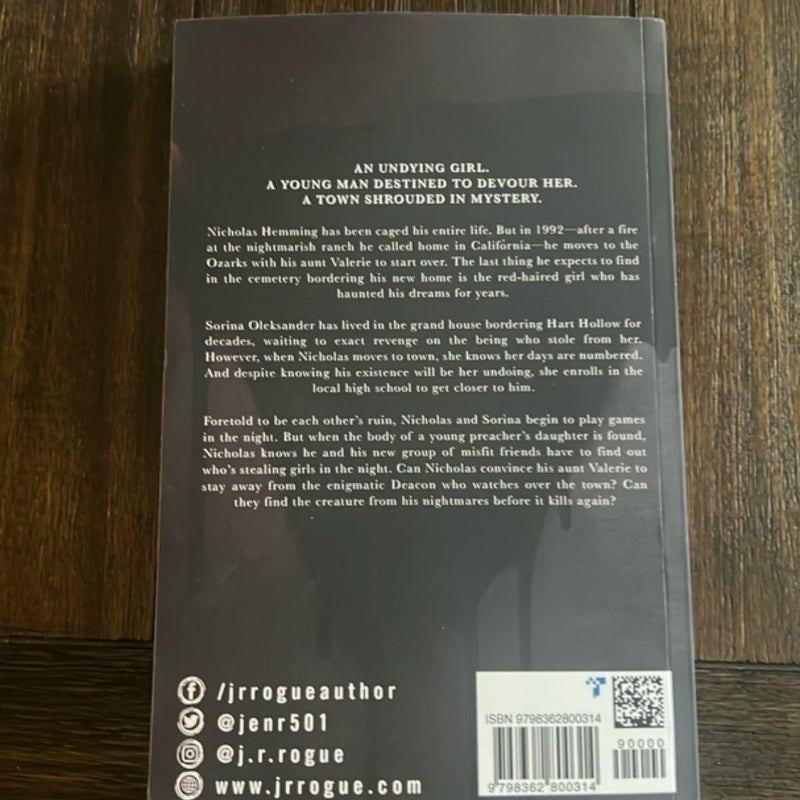 AN UNDYING GIRL.
A YOUNG MAN DESTINED TO DEVOUR HER.
A TOWN SHROUDED IN MYSTERY.
Nicholas Hemming has been caged his entire life. But in 1992—after a fire
at the nightmarish ranch he called home in California—he moves to the
Ozarks with his aunt Valerie to start over. The last thing he expects to find
in the cemetery bordering his new home is the red-haired girl who has
haunted his dreams for years.
Sorina Oleksander has lived in the grand house bordering Hart Hollow for
decades, waiting to exact revenge on the being who stole from her.
However, when Nicholas moves to town, she knows her days are numbered.
And despite knowing his existence will be her undoing, she enrolls in the
local high school to get closer to him.
Foretold to be each other's ruin, Nicholas and Sorina begin to play games
in the night. But when the body of a young preacher's daughter is found,
Nicholas knows he and his new group of misfit friends have to find out
who's stealing girls in the night. Can Nicholas convince his aunt Valerie to
stay away from the enigmatic Deacon who watches over the town? Can
they find the creature from his nightmares before it kills again?
/jrrogueauthor
@jenr501
@j.r.rogue
www.jrrogue.com
ISBN 9798362800314
90000
9 798362 800314